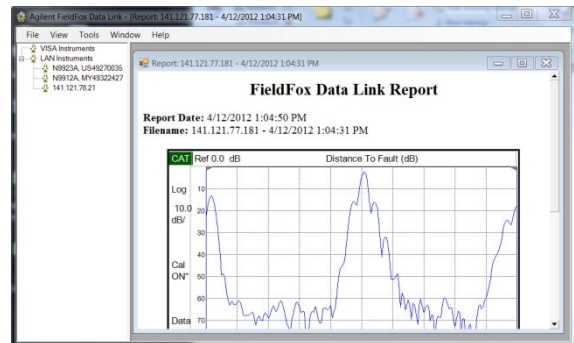 Agilent FieldFox Data Link - [Report: 141.121.77.181 - 4/12/2012 1:04:31 PM]
File View Tools Window Help
VISA Instruments
LAN Instruments
N9923A, US49270035
N9912A, MY49322427
141.121.78.21
Report: 141.121.77.181 - 4/12/2012 1:04:31 PM
FieldFox Data Link Report
Report Date: 4/12/2012 1:04:50 PM
Filename: 141.121.77.181 - 4/12/2012 1:04:31 PM
CAT Ref 0.0 dB Distance To Fault (dB)
Log
10
10.0
20
dB/
30
Cal
40
ON"
50
60
Data
70